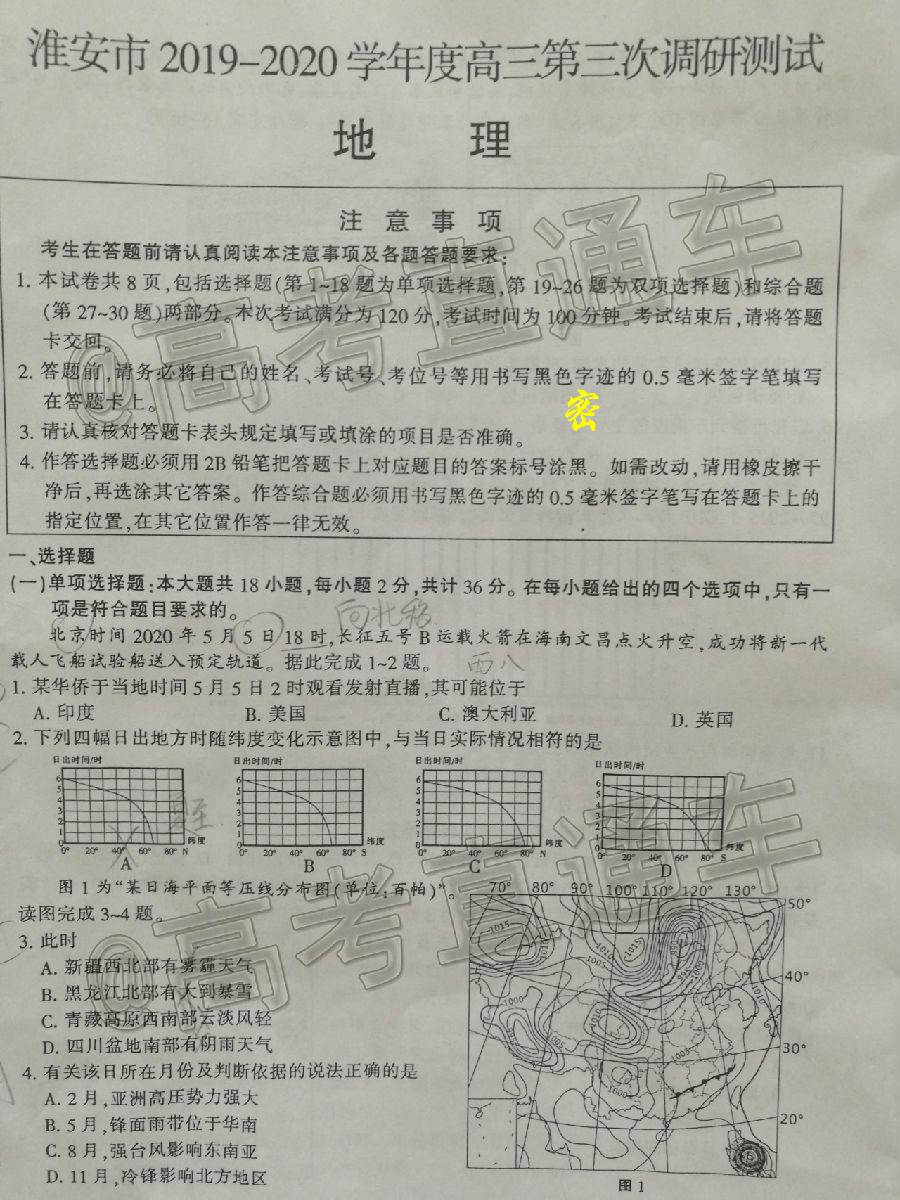 淮安市 2019-2020 学年度高三第三次调研测试
地 理
注 意 事 项
考生在答题前请认真阅读本注意事项及各题答题要求:
1. 本试卷共 8 页,包括选择题(第 1~18 题为单项选择题,第 19~26 题为双项选择题)和综合题
(第 27~30 题)两部分。本次考试满分为 120 分,考试时间为 100 分钟。考试结束后,请将答题
卡交回。
2. 答题前,请务必将自己的姓名、考试号、考位号等用书写黑色字迹的 0.5 毫米签字笔填写
在答题卡上。
密
3. 请认真核对答题卡表头规定填写或填涂的项目是否准确。
4. 作答选择题必须用 2B 铅笔把答题卡上对应题目的答案标号涂黑。如需改动,请用橡皮擦干
净后,再选涂其它答案。作答综合题必须用书写黑色字迹的 0.5 毫米签字笔写在答题卡上的
指定位置,在其它位置作答一律无效。
@高考直通车
一、选择题
(一)单项选择题:本大题共 18 小题,每小题 2 分,共计 36 分。在每小题给出的四个选项中,只有一
项是符合题目要求的。
向北移
北京时间 2020 年 5 月 5 日 18 时,长征五号 B 运载火箭在海南文昌点火升空,成功将新一代
载人飞船试验船送入预定轨道。据此完成 1~2 题。
西八
1. 某华侨于当地时间 5 月 5 日 2 时观看发射直播,其可能位于
A. 印度 B. 美国 C. 澳大利亚 D. 英国
2. 下列四幅日出地方时随纬度变化示意图中,与当日实际情况相符的是
日出时间/时 日出时间/时 日出时间/时 日出时间/时
6 6 6 6
5 5 5 5
4 4 4 4
3 3 3 3
2 2 2 2
1 1 1 1
0 0 0 0
纬度 纬度 纬度 纬度
0° 20° 40° 60° 80° N 0° 20° 40° 60° 80° S 0° 20° 40° 60° 80° N 0° 20° 40° 60° 80° S
A B C D
图 1 为“某日海平面等压线分布图(单位:百帕)”。
读图完成 3~4 题。
@高考直通车
3. 此时
A. 新疆西北部有雾霾天气
B. 黑龙江北部有大到暴雪
C. 青藏高原西南部云淡风轻
D. 四川盆地南部有阴雨天气
4. 有关该日所在月份及判断依据的说法正确的是
A. 2 月,亚洲高压势力强大
B. 5 月,锋面雨带位于华南
C. 8 月,强台风影响东南亚
D. 11 月,冷锋影响北方地区
70° 80° 90° 100° 110° 120° 130°
50°
40°
30°
20°
1015
1015
1005
1005
1000
1010
1010
1005
1000
图 1